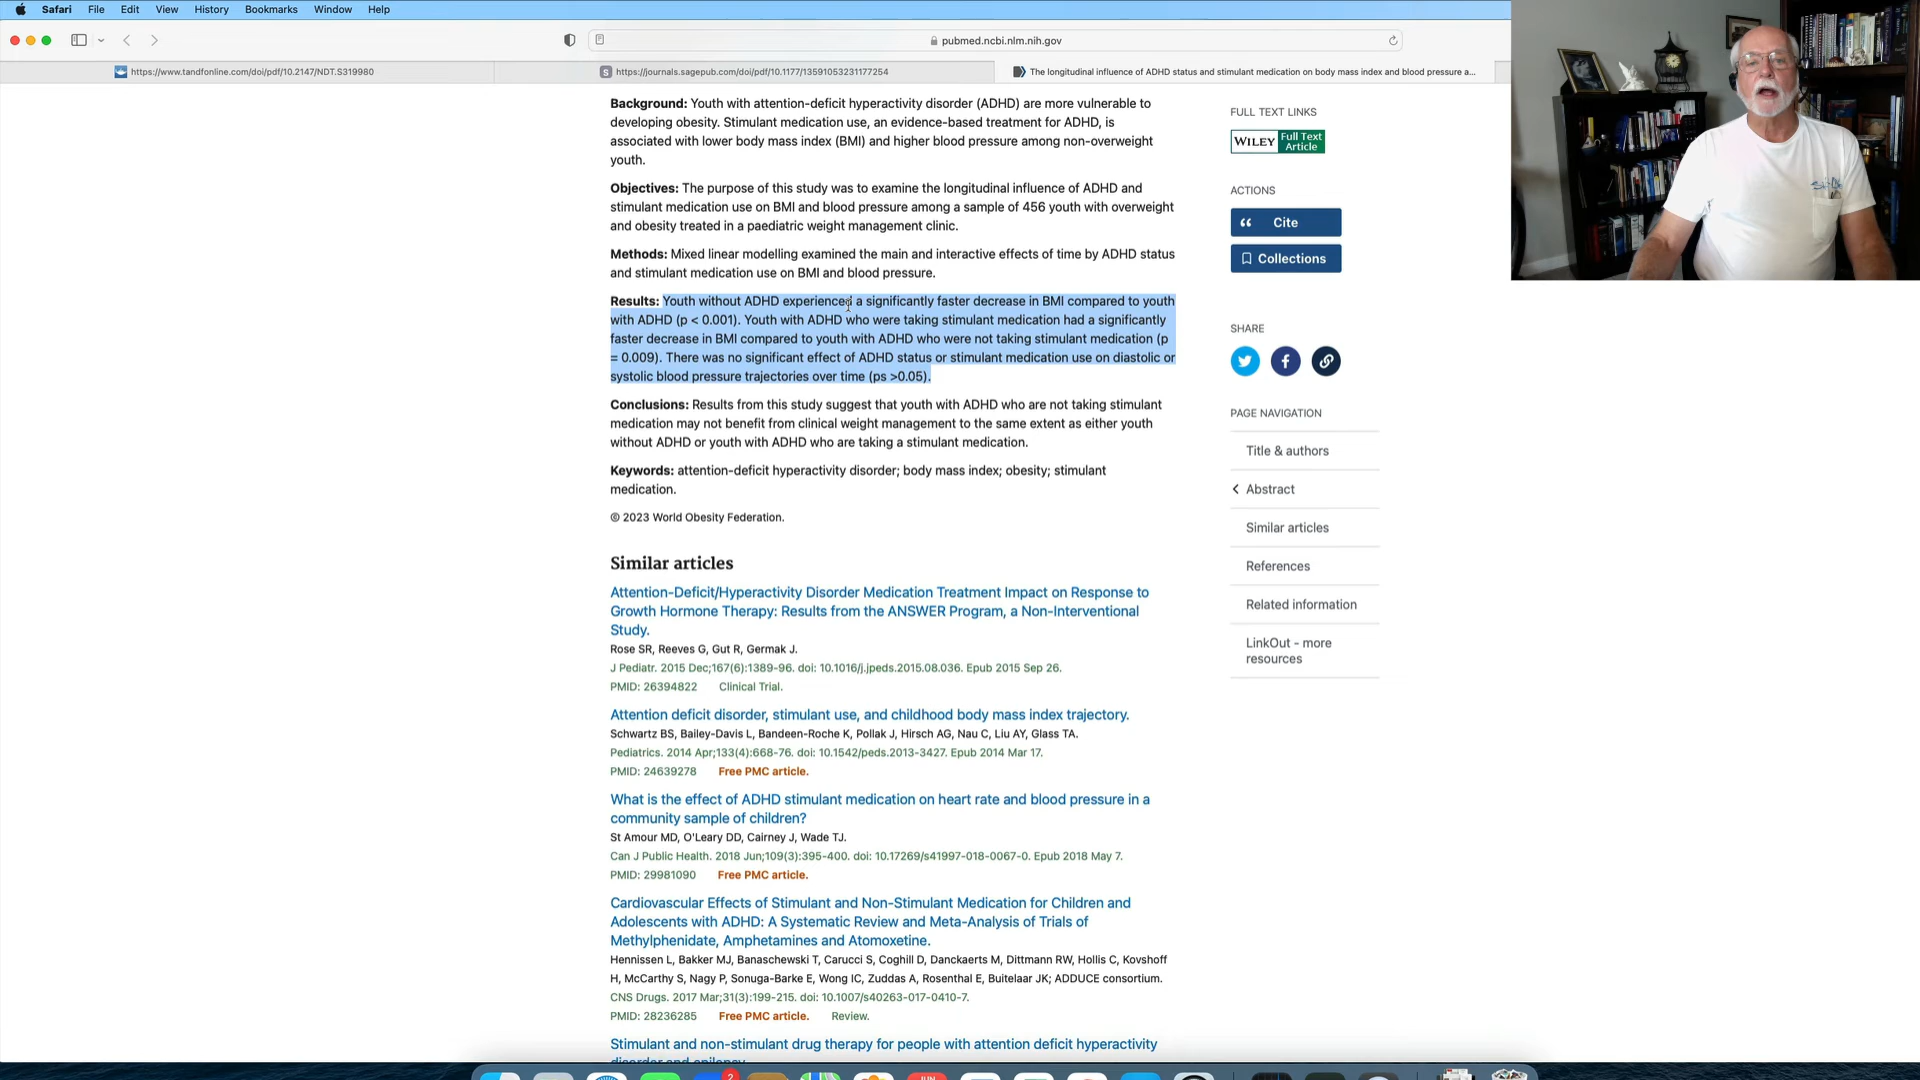 Safari File Edit View History Bookmarks Window Help
pubmed.ncbi.nlm.nih.gov
https://www.tandfonline.com/doi/pdf/10.2147/NDT.S319980
https://journals.sagepub.com/doi/pdf/10.1177/13591053231177254
The longitudinal influence of ADHD status and stimulant medication on body mass index and blood pressure a...
Background: Youth with attention-deficit hyperactivity disorder (ADHD) are more vulnerable to
developing obesity. Stimulant medication use, an evidence-based treatment for ADHD, is
associated with lower body mass index (BMI) and higher blood pressure among non-overweight
youth.
Objectives: The purpose of this study was to examine the longitudinal influence of ADHD and
stimulant medication use on BMI and blood pressure among a sample of 456 youth with overweight
and obesity treated in a paediatric weight management clinic.
Methods: Mixed linear modelling examined the main and interactive effects of time by ADHD status
and stimulant medication use on BMI and blood pressure.
Results: Youth without ADHD experienced a significantly faster decrease in BMI compared to youth
with ADHD (p < 0.001). Youth with ADHD who were taking stimulant medication had a significantly
faster decrease in BMI compared to youth with ADHD who were not taking stimulant medication (p
= 0.009). There was no significant effect of ADHD status or stimulant medication use on diastolic or
systolic blood pressure trajectories over time (ps >0.05).
Conclusions: Results from this study suggest that youth with ADHD who are not taking stimulant
medication may not benefit from clinical weight management to the same extent as either youth
without ADHD or youth with ADHD who are taking a stimulant medication.
Keywords: attention-deficit hyperactivity disorder; body mass index; obesity; stimulant
medication.
© 2023 World Obesity Federation.
Similar articles
Attention-Deficit/Hyperactivity Disorder Medication Treatment Impact on Response to
Growth Hormone Therapy: Results from the ANSWER Program, a Non-Interventional
Study.
Rose SR, Reeves G, Gut R, Germak J.
J Pediatr. 2015 Dec;167(6):1389-96. doi: 10.1016/j.jpeds.2015.08.036. Epub 2015 Sep 26.
PMID: 26394822 Clinical Trial.
Attention deficit disorder, stimulant use, and childhood body mass index trajectory.
Schwartz BS, Bailey-Davis L, Bandeen-Roche K, Pollak J, Hirsch AG, Nau C, Liu AY, Glass TA.
Pediatrics. 2014 Apr;133(4):668-76. doi: 10.1542/peds.2013-3427. Epub 2014 Mar 17.
PMID: 24639278 Free PMC article.
What is the effect of ADHD stimulant medication on heart rate and blood pressure in a
community sample of children?
St Amour MD, O'Leary DD, Cairney J, Wade TJ.
Can J Public Health. 2018 Jun;109(3):395-400. doi: 10.17269/s41997-018-0067-0. Epub 2018 May 7.
PMID: 29981090 Free PMC article.
Cardiovascular Effects of Stimulant and Non-Stimulant Medication for Children and
Adolescents with ADHD: A Systematic Review and Meta-Analysis of Trials of
Methylphenidate, Amphetamines and Atomoxetine.
Hennissen L, Bakker MJ, Banaschewski T, Carucci S, Coghill D, Danckaerts M, Dittmann RW, Hollis C, Kovshoff
H, McCarthy S, Nagy P, Sonuga-Barke E, Wong IC, Zuddas A, Rosenthal E, Buitelaar JK; ADDUCE consortium.
CNS Drugs. 2017 Mar;31(3):199-215. doi: 10.1007/s40263-017-0410-7.
PMID: 28236285 Free PMC article. Review.
Stimulant and non-stimulant drug therapy for people with attention deficit hyperactivity
disorder and epilepsy.
FULL TEXT LINKS
WILEY Full Text
Article
ACTIONS
Cite
Collections
SHARE
PAGE NAVIGATION
Title & authors
Abstract
Similar articles
References
Related information
LinkOut - more
resources
2
JUN